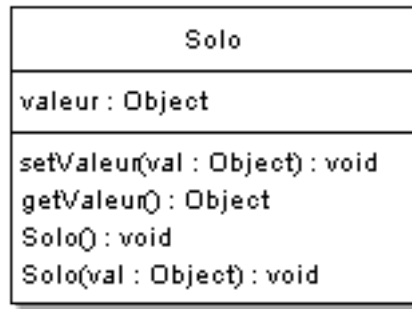 Solo
valeur : Object
setValeur(val : Object) : void
getValeur() : Object
Solo() : void
Solo(val : Object) : void